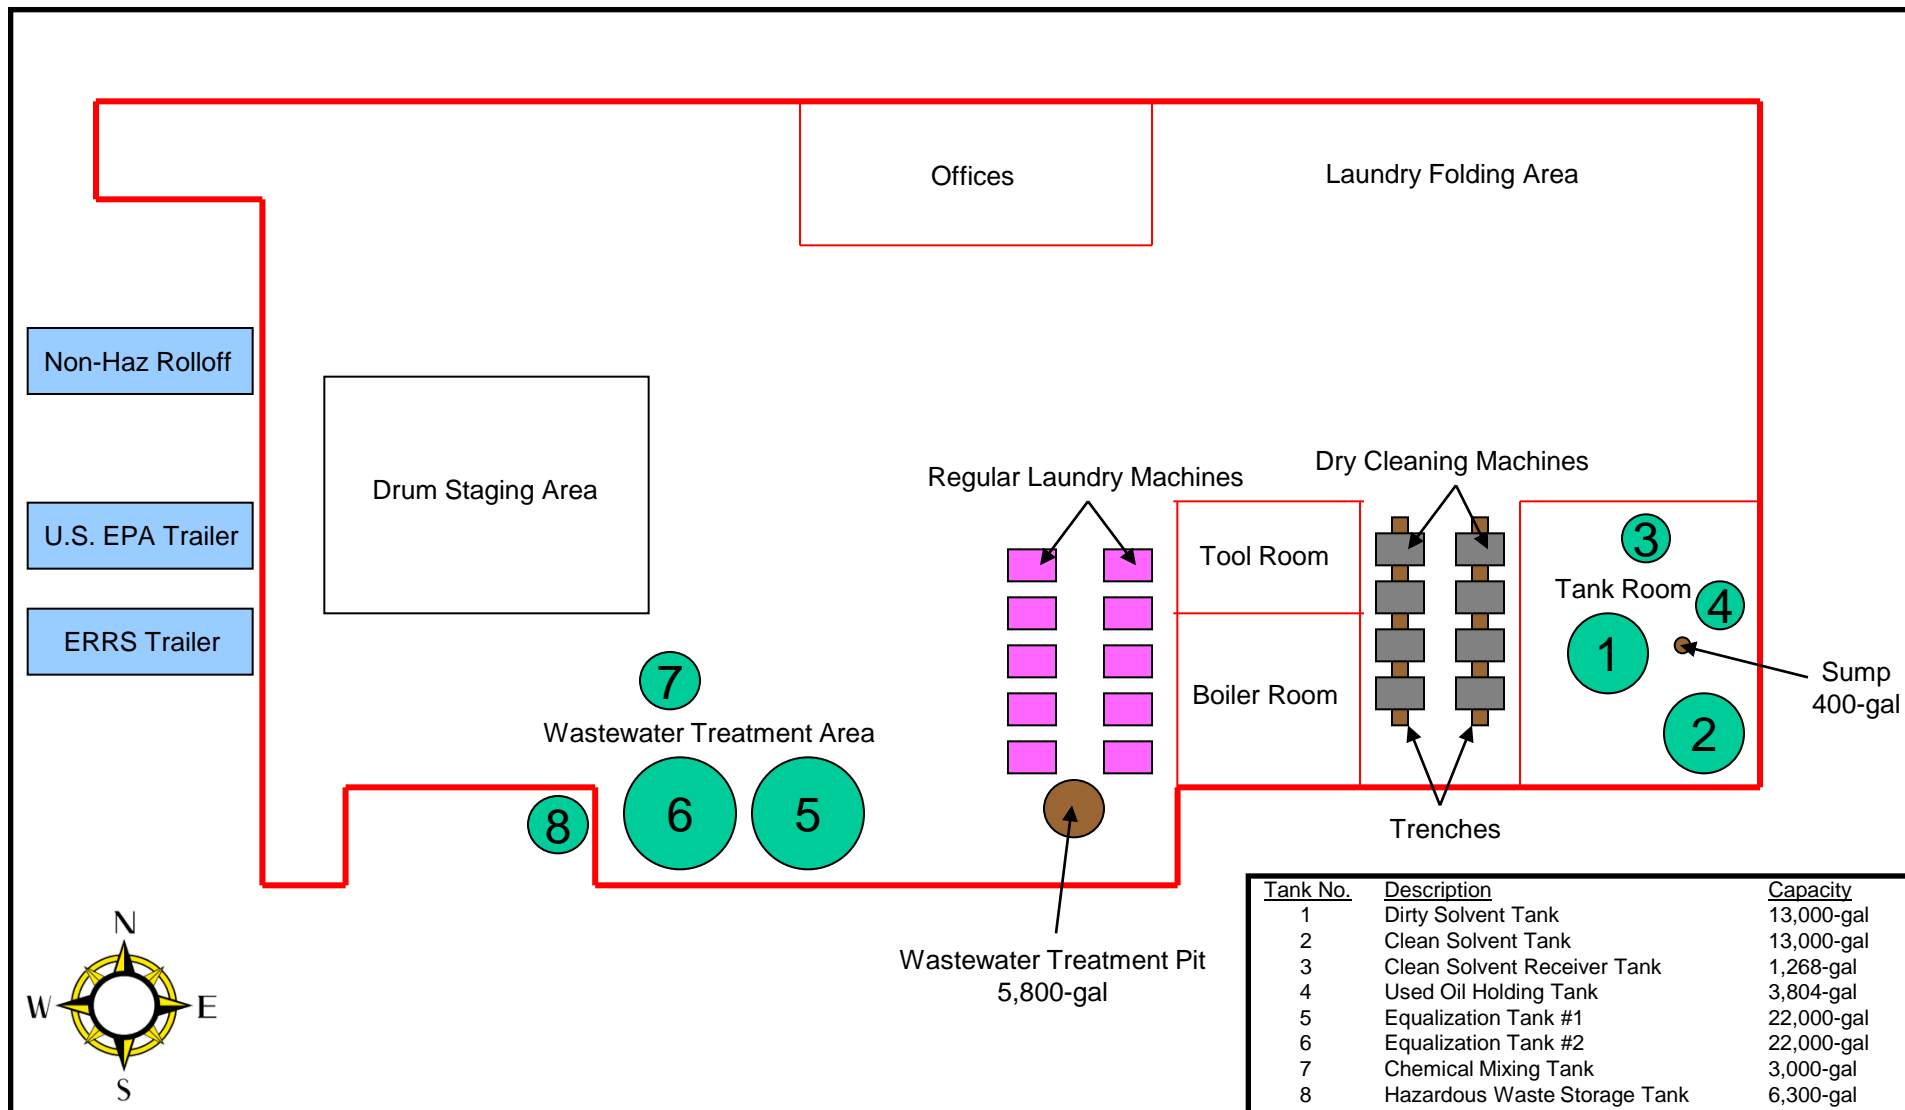 Offices
Laundry Folding Area
Non-Haz Rolloff
Drum Staging Area
U.S. EPA Trailer
ERRS Trailer
Regular Laundry Machines
Dry Cleaning Machines
Tool Room
Boiler Room
3
Tank Room
4
1
2
Sump
400-gal
7
Wastewater Treatment Area
8
6
5
Trenches
Wastewater Treatment Pit
5,800-gal
N
W
E
S
Tank No. Description Capacity
1 Dirty Solvent Tank 13,000-gal
2 Clean Solvent Tank 13,000-gal
3 Clean Solvent Receiver Tank 1,268-gal
4 Used Oil Holding Tank 3,804-gal
5 Equalization Tank #1 22,000-gal
6 Equalization Tank #2 22,000-gal
7 Chemical Mixing Tank 3,000-gal
8 Hazardous Waste Storage Tank 6,300-gal